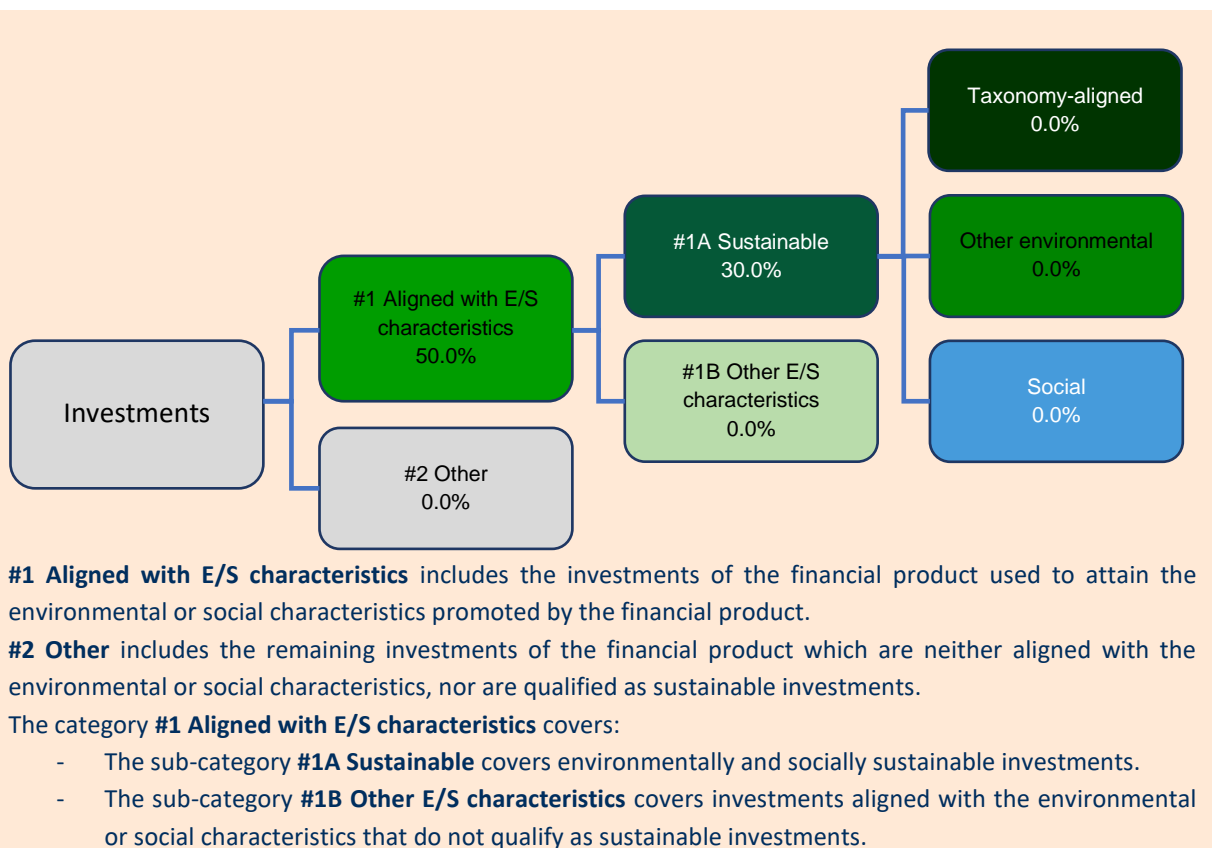 Taxonomy-aligned
0.0%
#1A Sustainable
30.0%
Other environmental
0.0%
#1 Aligned with E/S
characteristics
50.0%
Investments
#1B Other E/S
characteristics
0.0%
Social
0.0%
#2 Other
0.0%
#1 Aligned with E/S characteristics includes the investments of the financial product used to attain the
environmental or social characteristics promoted by the financial product.
#2 Other includes the remaining investments of the financial product which are neither aligned with the
environmental or social characteristics, nor are qualified as sustainable investments.
The category #1 Aligned with E/S characteristics covers:
- The sub-category #1A Sustainable covers environmentally and socially sustainable investments.
- The sub-category #1B Other E/S characteristics covers investments aligned with the environmental
or social characteristics that do not qualify as sustainable investments.